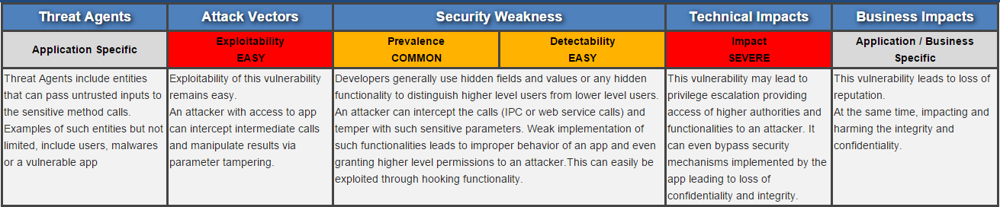 Threat Agents
Attack Vectors
Security Weakness
Technical Impacts
Business Impacts
Application Specific
Exploitability
EASY
Prevalence
COMMON
Detectability
EASY
Impact
SEVERE
Application / Business
Specific
Threat Agents include entities
that can pass untrusted inputs to
the sensitive method calls.
Examples of such entities but not
limited, include users, malwares
or a vulnerable app
Exploitability of this vulnerability
remains easy.
An attacker with access to app
can intercept intermediate calls
and manipulate results via
parameter tampering.
Developers generally use hidden fields and values or any hidden
functionality to distinguish higher level users from lower level users.
An attacker can intercept the calls (IPC or web service calls) and
temper with such sensitive parameters. Weak implementation of
such functionalities leads to improper behavior of an app and even
granting higher level permissions to an attacker.This can easily be
exploited through hooking functionality.
This vulnerability may lead to
privilege escalation providing
access of higher authorities and
functionalities to an attacker. It
can even bypass security
mechanisms implemented by the
app leading to loss of
confidentiality and integrity.
This vulnerability leads to loss of
reputation.
At the same time, impacting and
harming the integrity and
confidentiality.